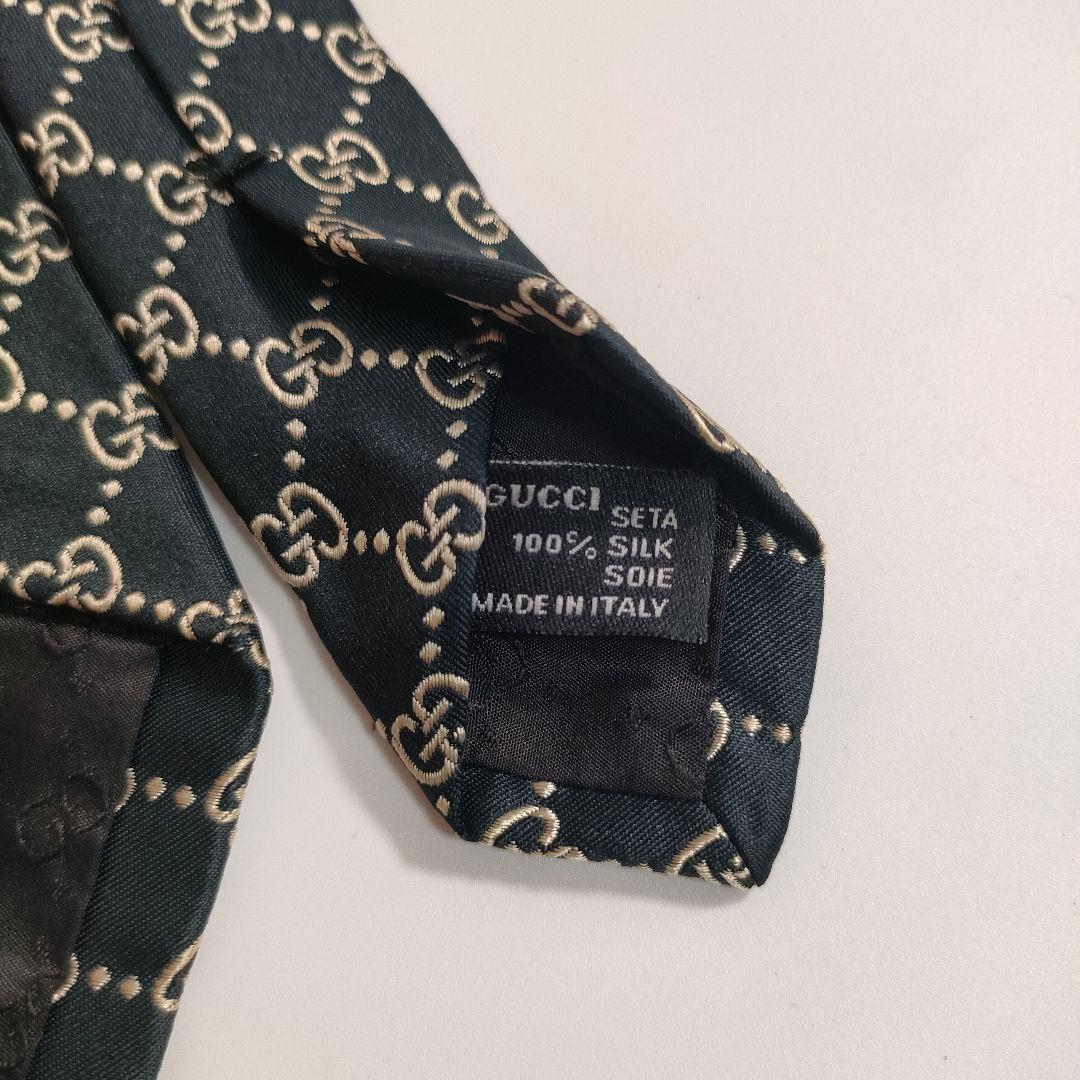 GUCCI
SETA
100% SILK
SOIE
MADE IN ITALY